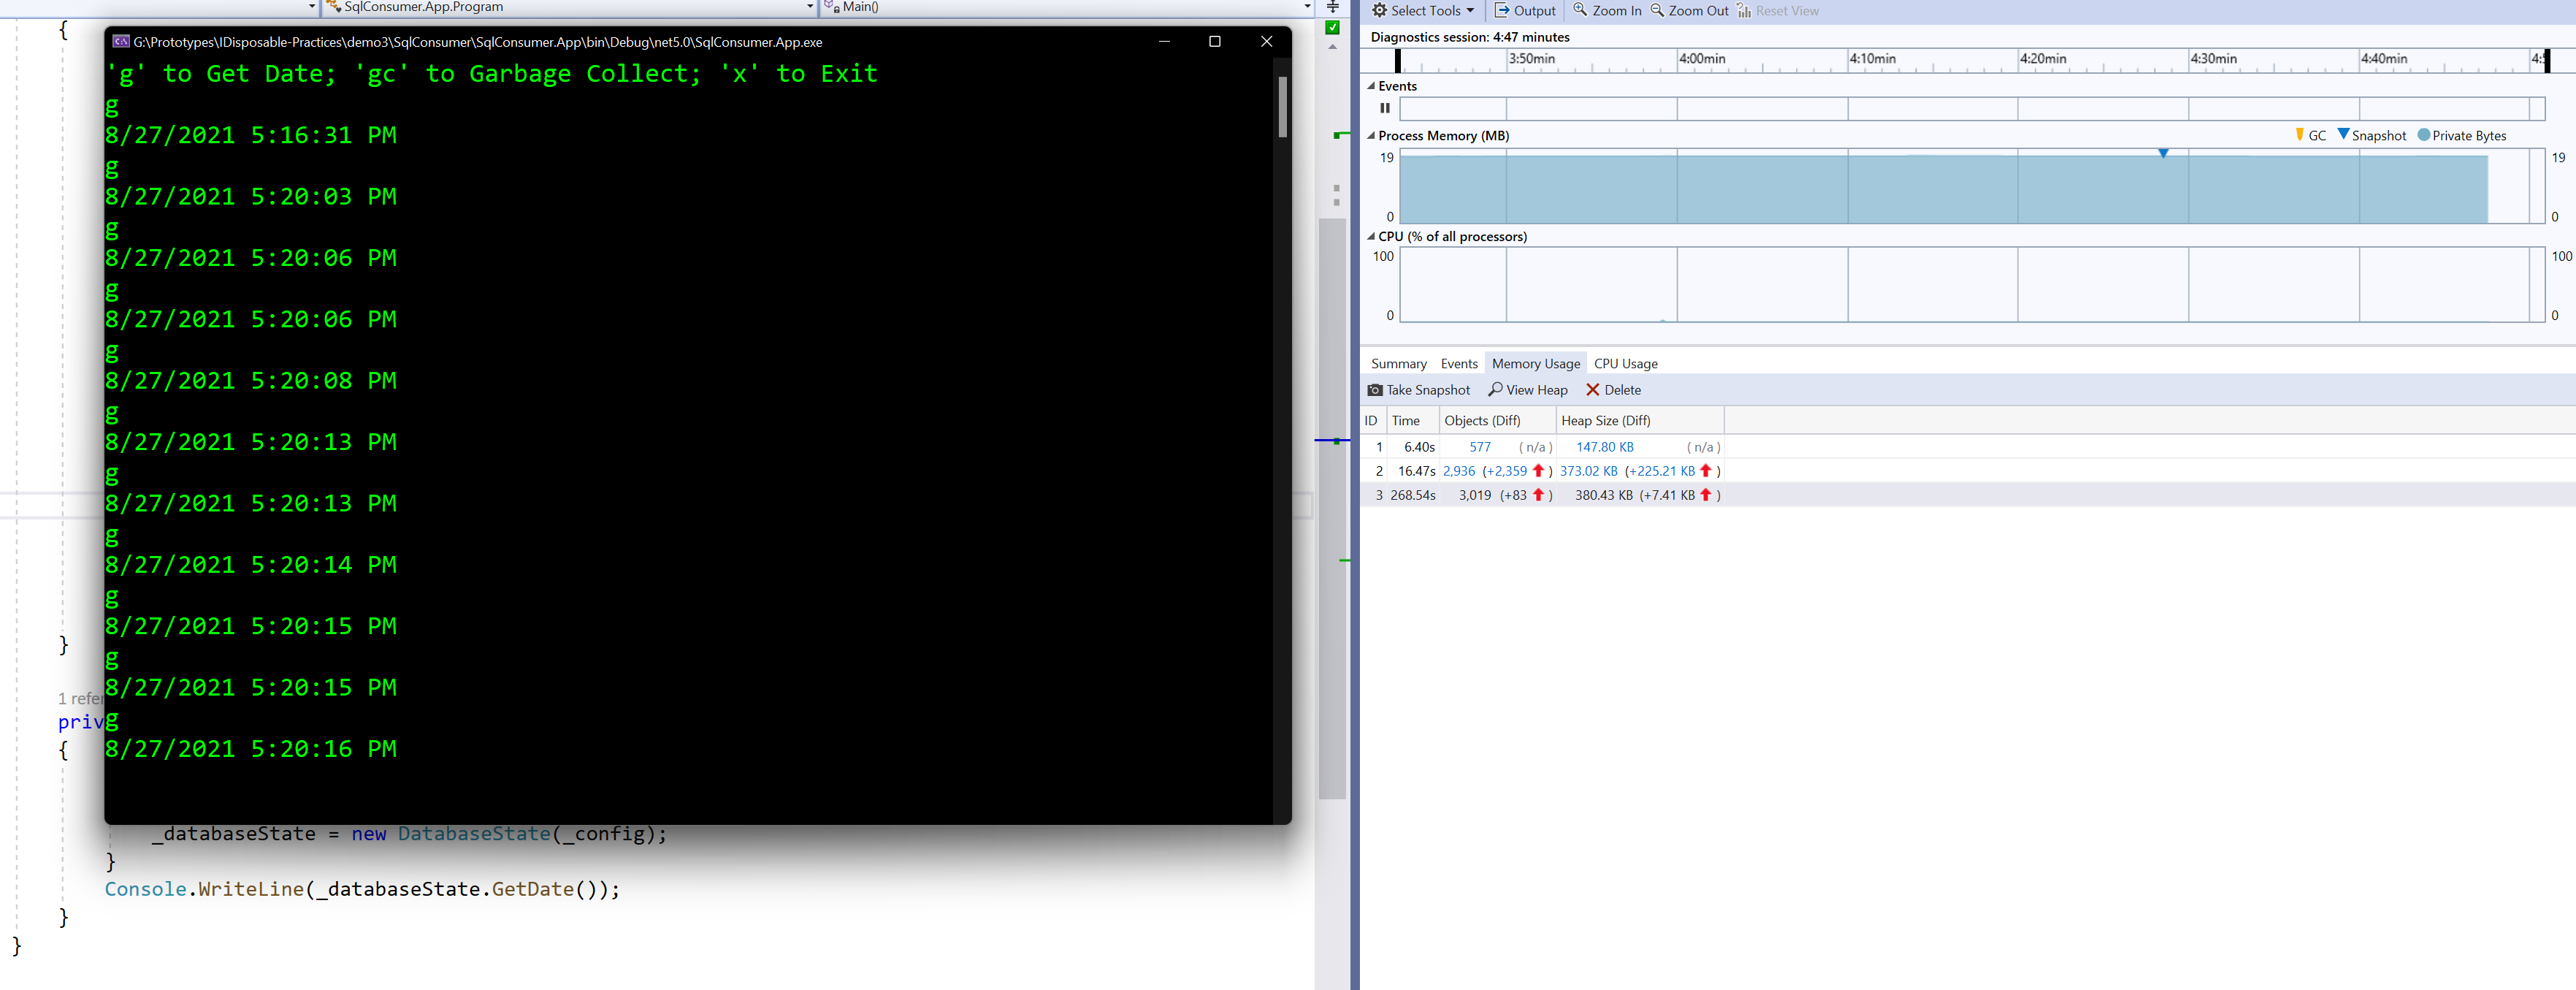 SqlConsumer.App.Program
Main()
{
G:\Prototypes\IDisposable-Practices\demo3\SqlConsumer\SqlConsumer.App\bin\Debug\net5.0\SqlConsumer.App.exe
'g' to Get Date; 'gc' to Garbage Collect; 'x' to Exit
g
8/27/2021 5:16:31 PM
g
8/27/2021 5:20:03 PM
g
8/27/2021 5:20:06 PM
g
8/27/2021 5:20:06 PM
g
8/27/2021 5:20:08 PM
g
8/27/2021 5:20:13 PM
g
8/27/2021 5:20:13 PM
g
8/27/2021 5:20:14 PM
g
8/27/2021 5:20:15 PM
g
8/27/2021 5:20:15 PM
g
8/27/2021 5:20:16 PM
}
1 refer
priv
{
_databaseState = new DatabaseState(_config);
}
Console.WriteLine(_databaseState.GetDate());
}
}
Select Tools Output Zoom In Zoom Out Reset View
Diagnostics session: 4:47 minutes
3:50min 4:00min 4:10min 4:20min 4:30min 4:40min
Events
Process Memory (MB) GC Snapshot Private Bytes
19 19
0 0
CPU (% of all processors)
100 100
0 0
Summary Events Memory Usage CPU Usage
Take Snapshot View Heap Delete
ID Time Objects (Diff) Heap Size (Diff)
1 6.40s 577 (n/a) 147.80 KB (n/a)
2 16.47s 2,936 (+2,359 ) 373.02 KB (+225.21 KB )
3 268.54s 3,019 (+83 ) 380.43 KB (+7.41 KB )